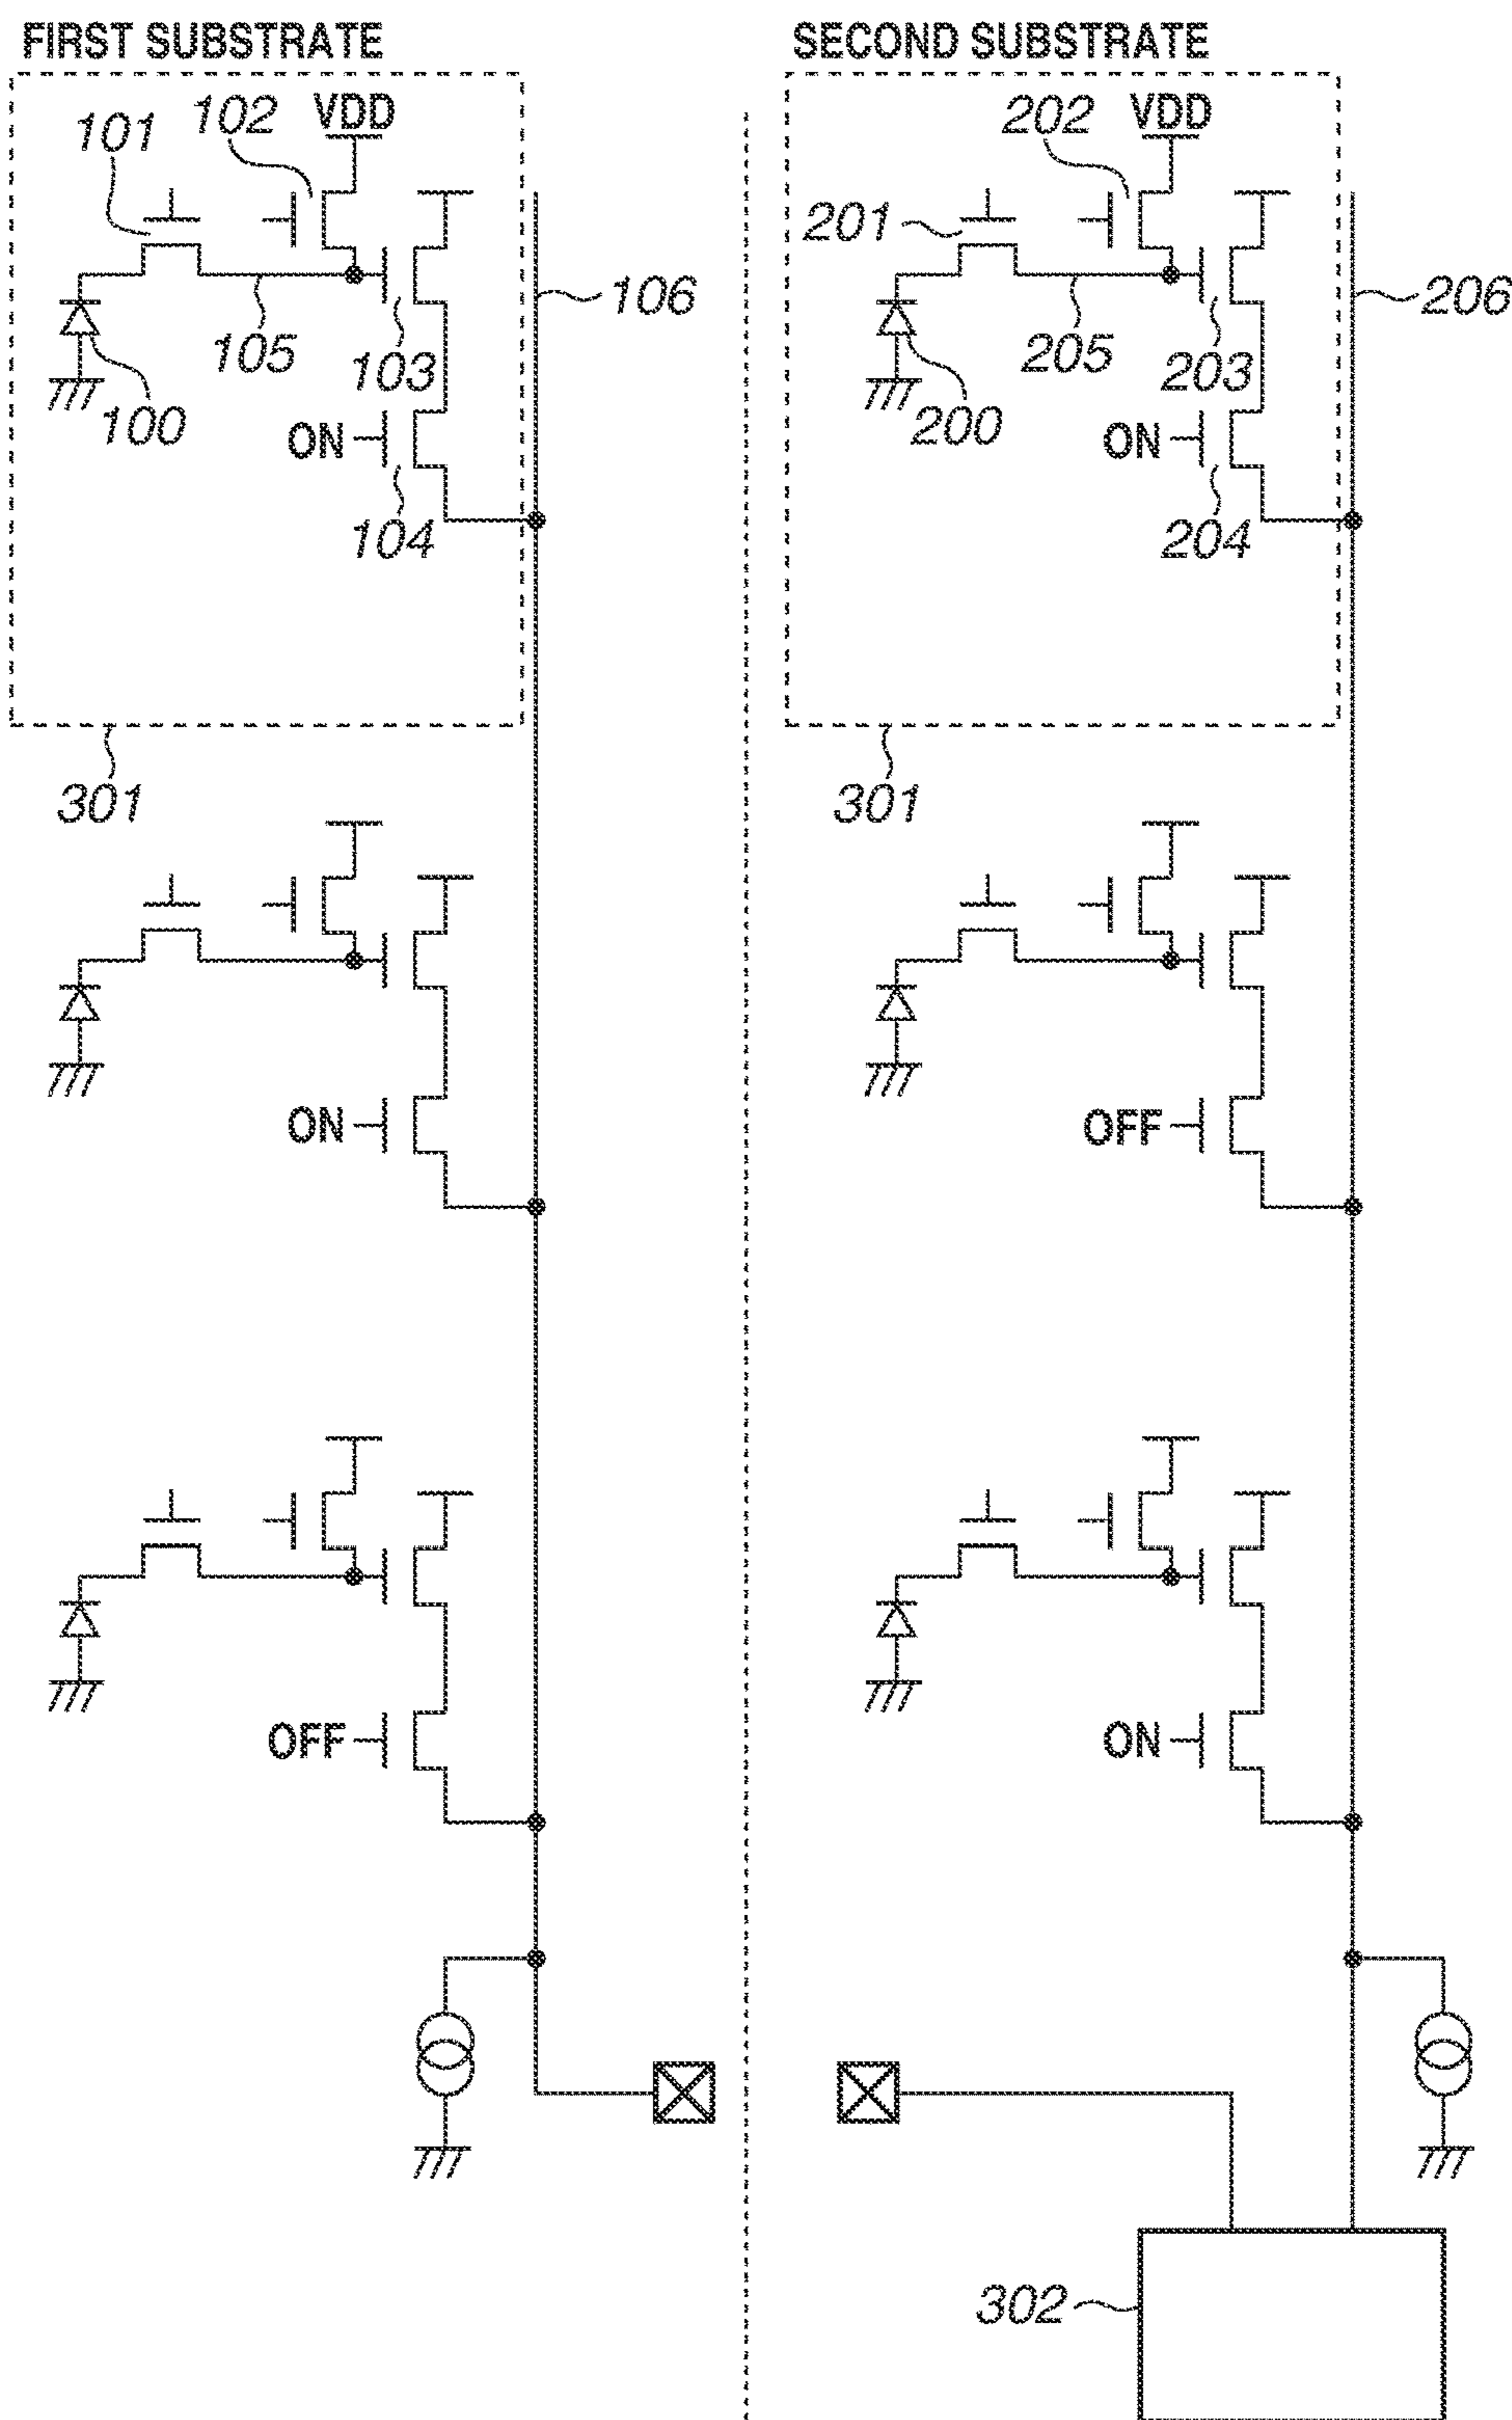 FIRST SUBSTRATE
SECOND SUBSTRATE
101
102
VDD
106
105
103
100
ON
104
301
ON
OFF
202
VDD
201
206
205
203
200
ON
204
301
OFF
ON
302